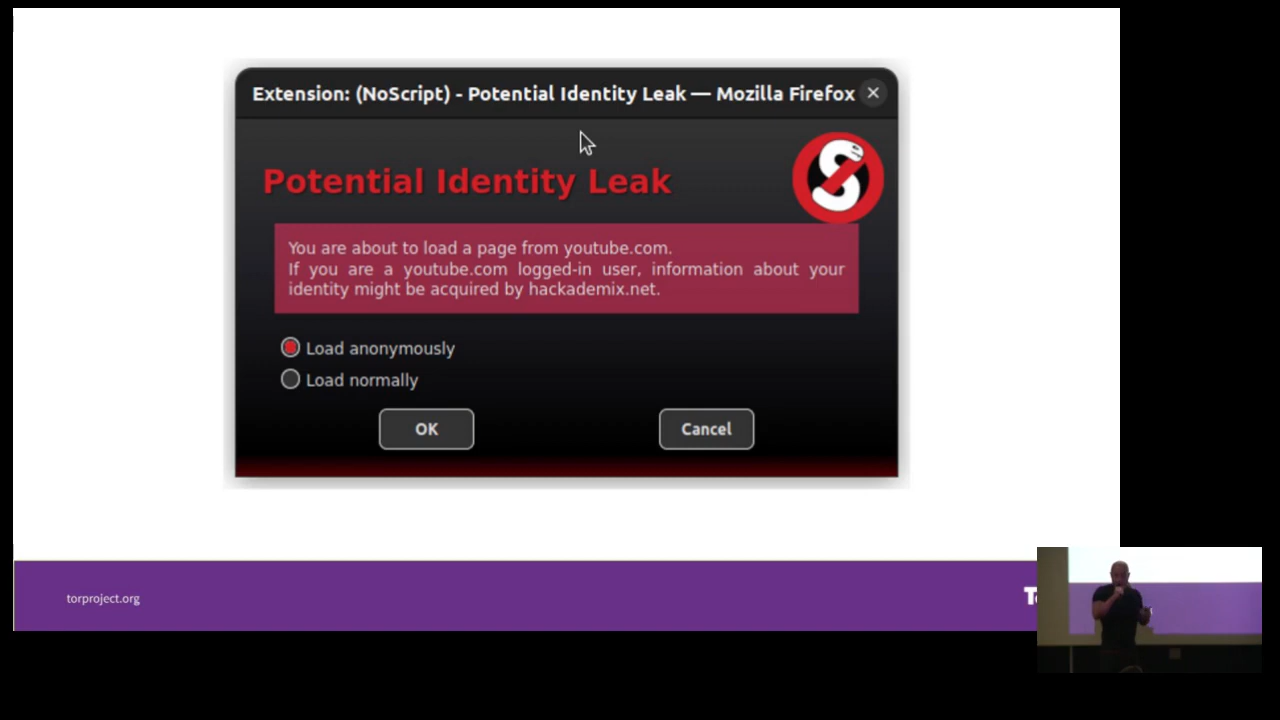 Extension: (NoScript) - Potential Identity Leak — Mozilla Firefox
Potential Identity Leak
You are about to load a page from youtube.com.
If you are a youtube.com logged-in user, information about your
identity might be acquired by hackademix.net.
Load anonymously
Load normally
OK
Cancel
torproject.org